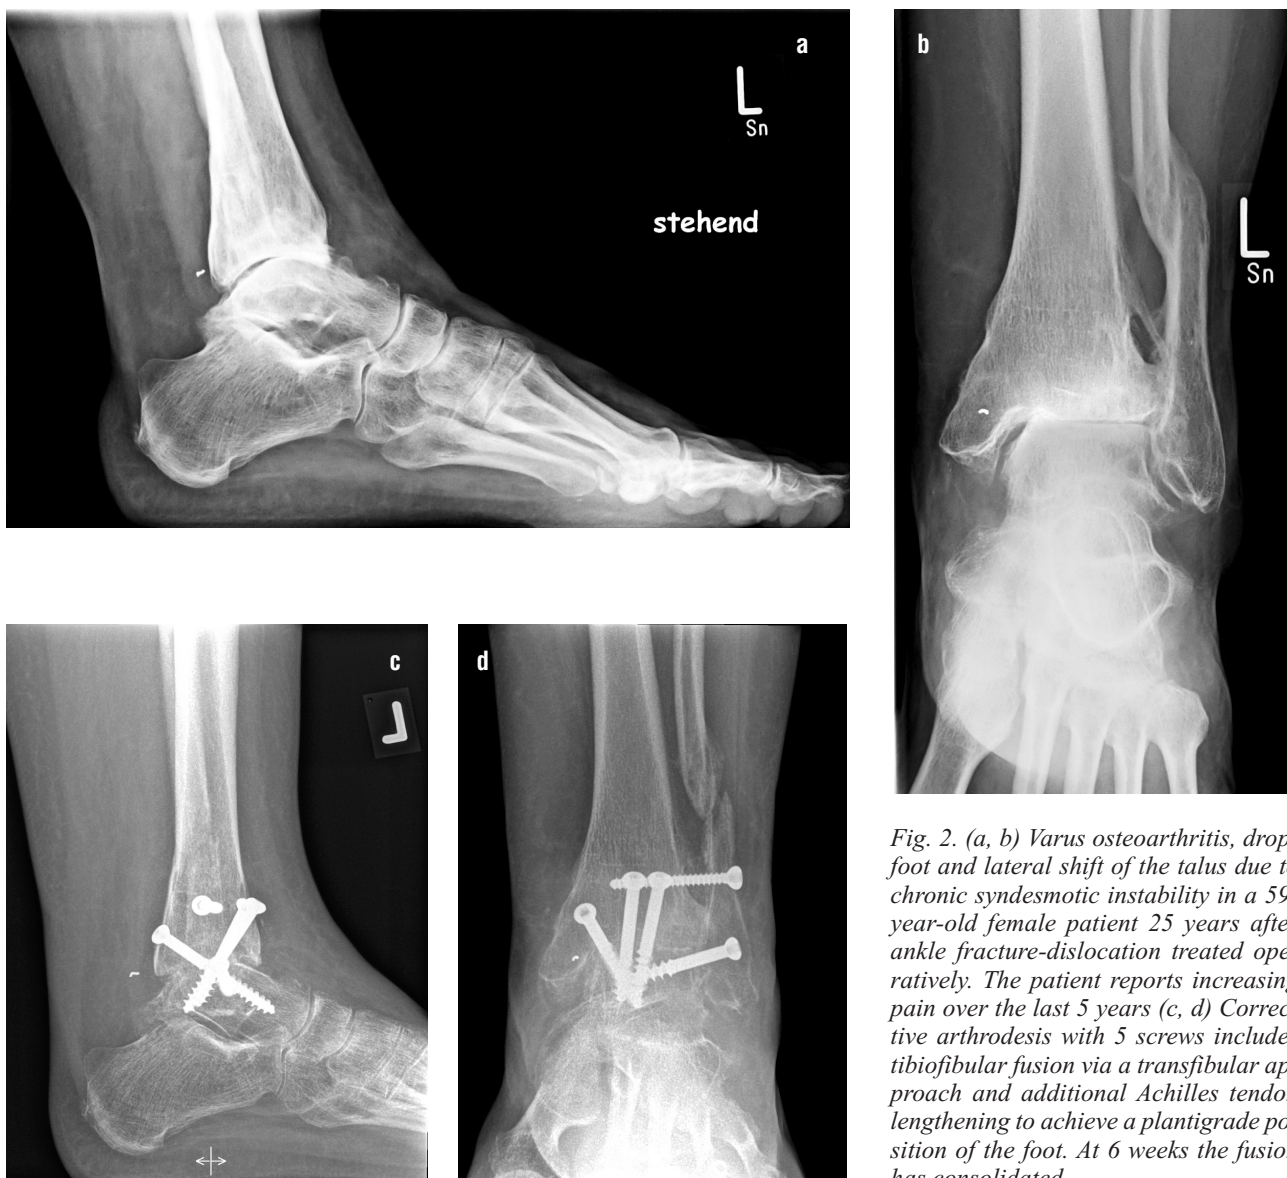 a
L
Sn
stehend
b
L
Sn
c
L
d
Fig. 2. (a, b) Varus osteoarthritis, drop
foot and lateral shift of the talus due t
chronic syndesmotic instability in a 59
year-old female patient 25 years afte
ankle fracture-dislocation treated ope
ratively. The patient reports increasing
pain over the last 5 years (c, d) Correc
tive arthrodesis with 5 screws include
tibiofibular fusion via a transfibular ap
proach and additional Achilles tendo
lengthening to achieve a plantigrade po
sition of the foot. At 6 weeks the fusio
has consolidated